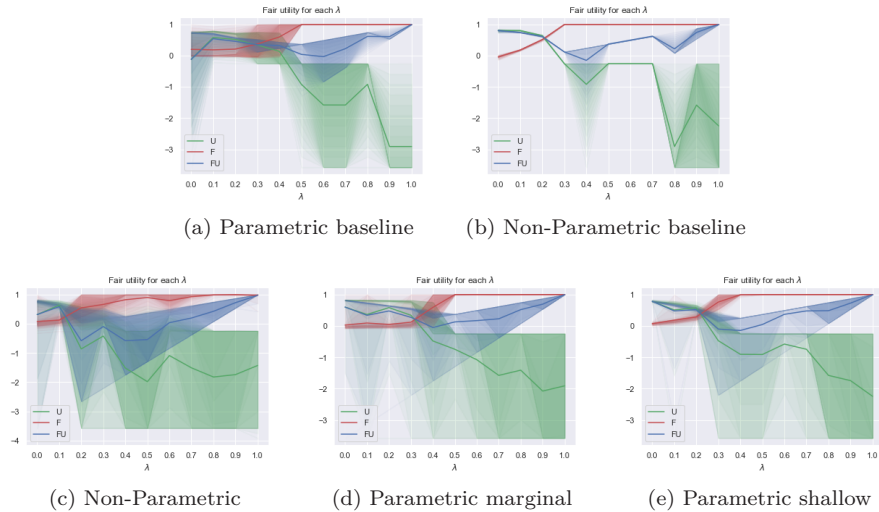 Fair utility for each λ
Fair utility for each λ
1
0
−1
−2
−3
U
F
FU
0.0 0.1 0.2 0.3 0.4 0.5 0.6 0.7 0.8 0.9 1.0
λ
1
0
−1
−2
−3
U
F
FU
0.0 0.1 0.2 0.3 0.4 0.5 0.6 0.7 0.8 0.9 1.0
λ
(a) Parametric baseline
(b) Non-Parametric baseline
Fair utility for each λ
Fair utility for each λ
Fair utility for each λ
1
0
−1
−2
−3
−4
U
F
FU
0.0 0.1 0.2 0.3 0.4 0.5 0.6 0.7 0.8 0.9 1.0
λ
1
0
−1
−2
−3
U
F
FU
0.0 0.1 0.2 0.3 0.4 0.5 0.6 0.7 0.8 0.9 1.0
λ
1
0
−1
−2
−3
U
F
FU
0.0 0.1 0.2 0.3 0.4 0.5 0.6 0.7 0.8 0.9 1.0
λ
(c) Non-Parametric
(d) Parametric marginal
(e) Parametric shallow